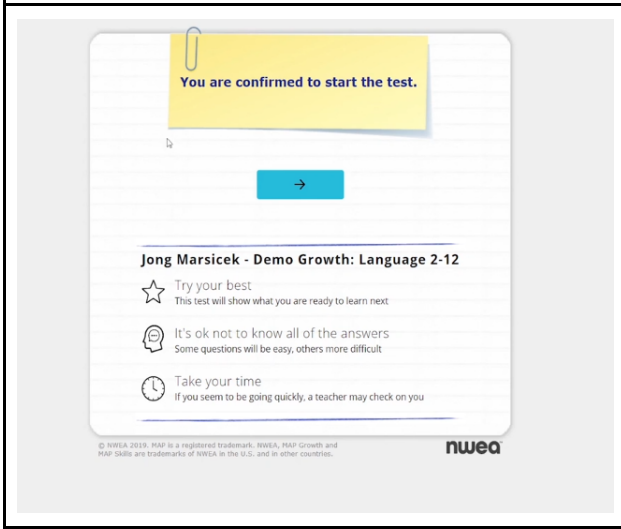 You are confirmed to start the test.
Jong Marsicek - Demo Growth: Language 2-12
Try your best
This test will show what you are ready to learn next
It's ok not to know all of the answers
Some questions will be easy, others more difficult
Take your time
If you seem to be going quickly, a teacher may check on you
© NWEA 2019. MAP is a registered trademark. NWEA, MAP Growth and
MAP Skills are trademarks of NWEA in the U.S. and in other countries.
nwea